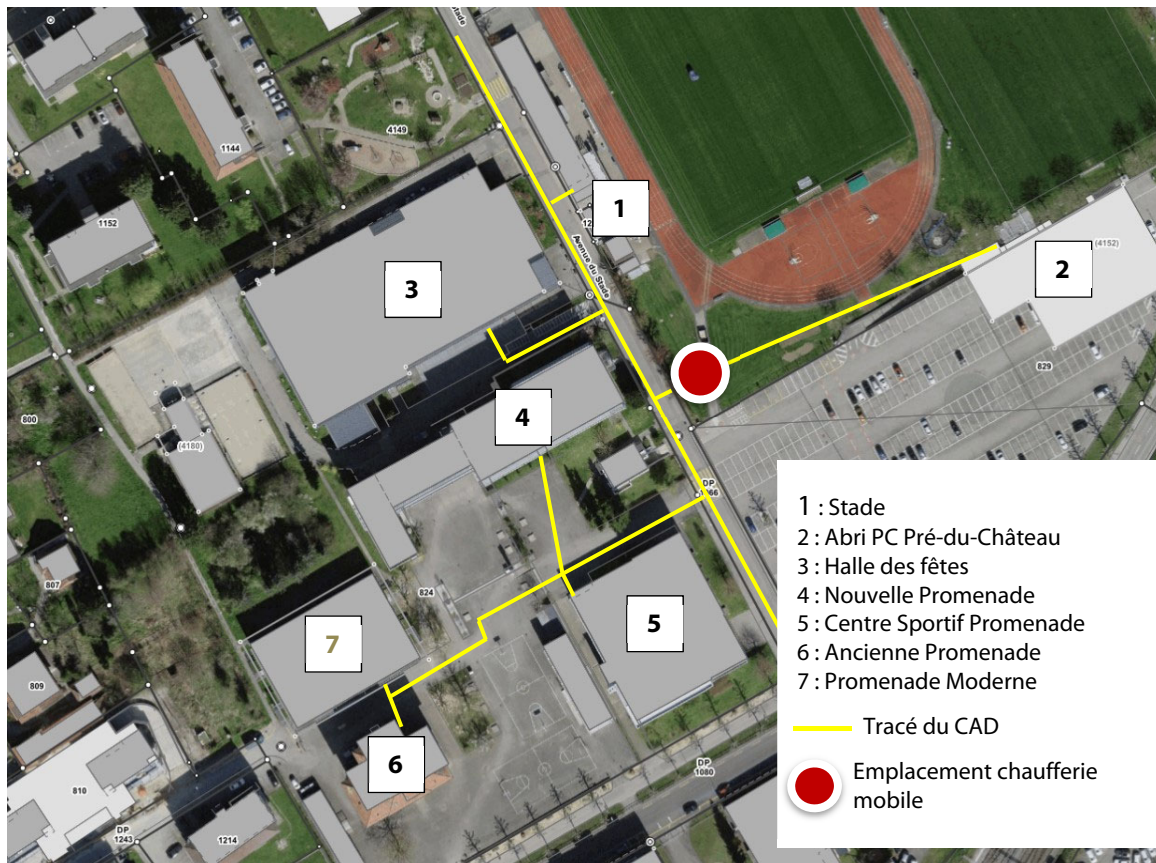 Stade
4149
1144
1
1152
Avenue du Stade
(4152)
2
3
829
4
800
(4180)
DP
1 : Stade
2 : Abri PC Pré-du-Château
3 : Halle des fêtes
4 : Nouvelle Promenade
5 : Centre Sportif Promenade
6 : Ancienne Promenade
7 : Promenade Moderne
Tracé du CAD
Emplacement chaufferie
mobile
807
824
5
7
809
6
DP
1080
810
DP
1243
1214